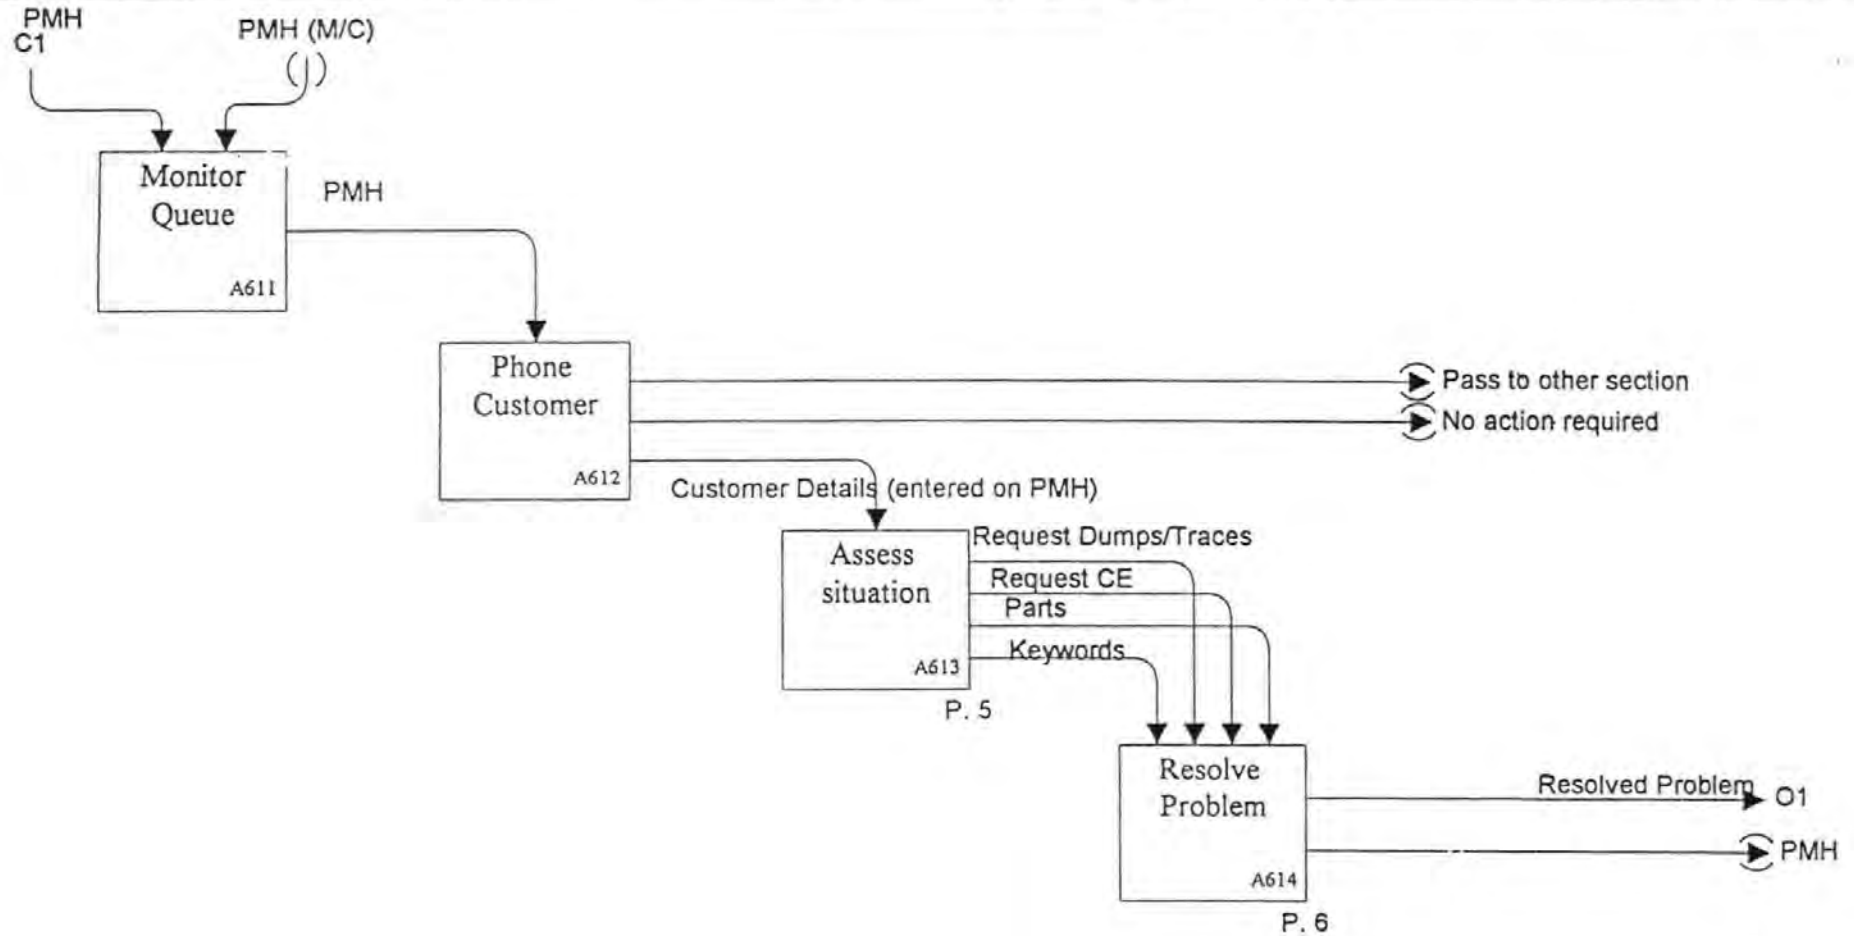 PMH
C1
PMH (M/C)
Monitor
Queue
A611
PMH
Phone
Customer
A612
Pass to other section
No action required
Customer Details (entered on PMH)
Assess
situation
A613
P. 5
Request Dumps/Traces
Request CE
Parts
Keywords
Resolve
Problem
A614
P. 6
Resolved Problem
O1
PMH